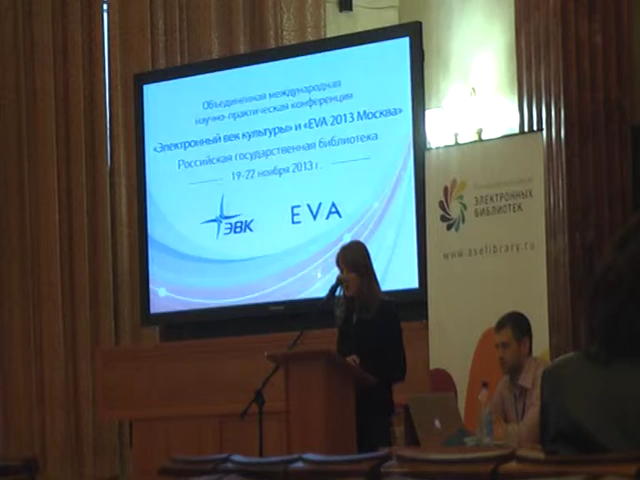 Объединенная международная
научно-практическая конференция
«Электронный век культуры» и «EVA 2013 Москва»
Российская государственная библиотека
19-22 ноября 2013 г.
ЭВК
EVA
ЭЛЕКТРОННЫХ
БИБЛИОТЕК
www.aselibrary.ru